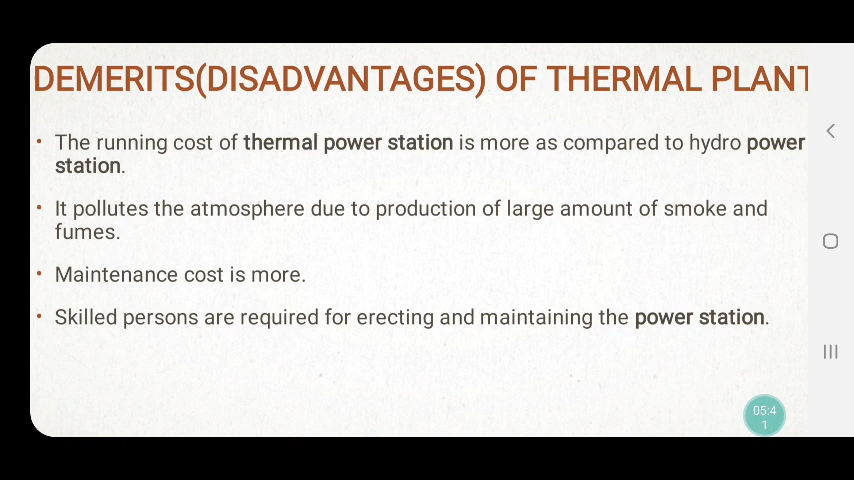 DEMERITS(DISADVANTAGES) OF THERMAL PLANT
• The running cost of thermal power station is more as compared to hydro power
station.
• It pollutes the atmosphere due to production of large amount of smoke and
fumes.
• Maintenance cost is more.
• Skilled persons are required for erecting and maintaining the power station.
05:4
1